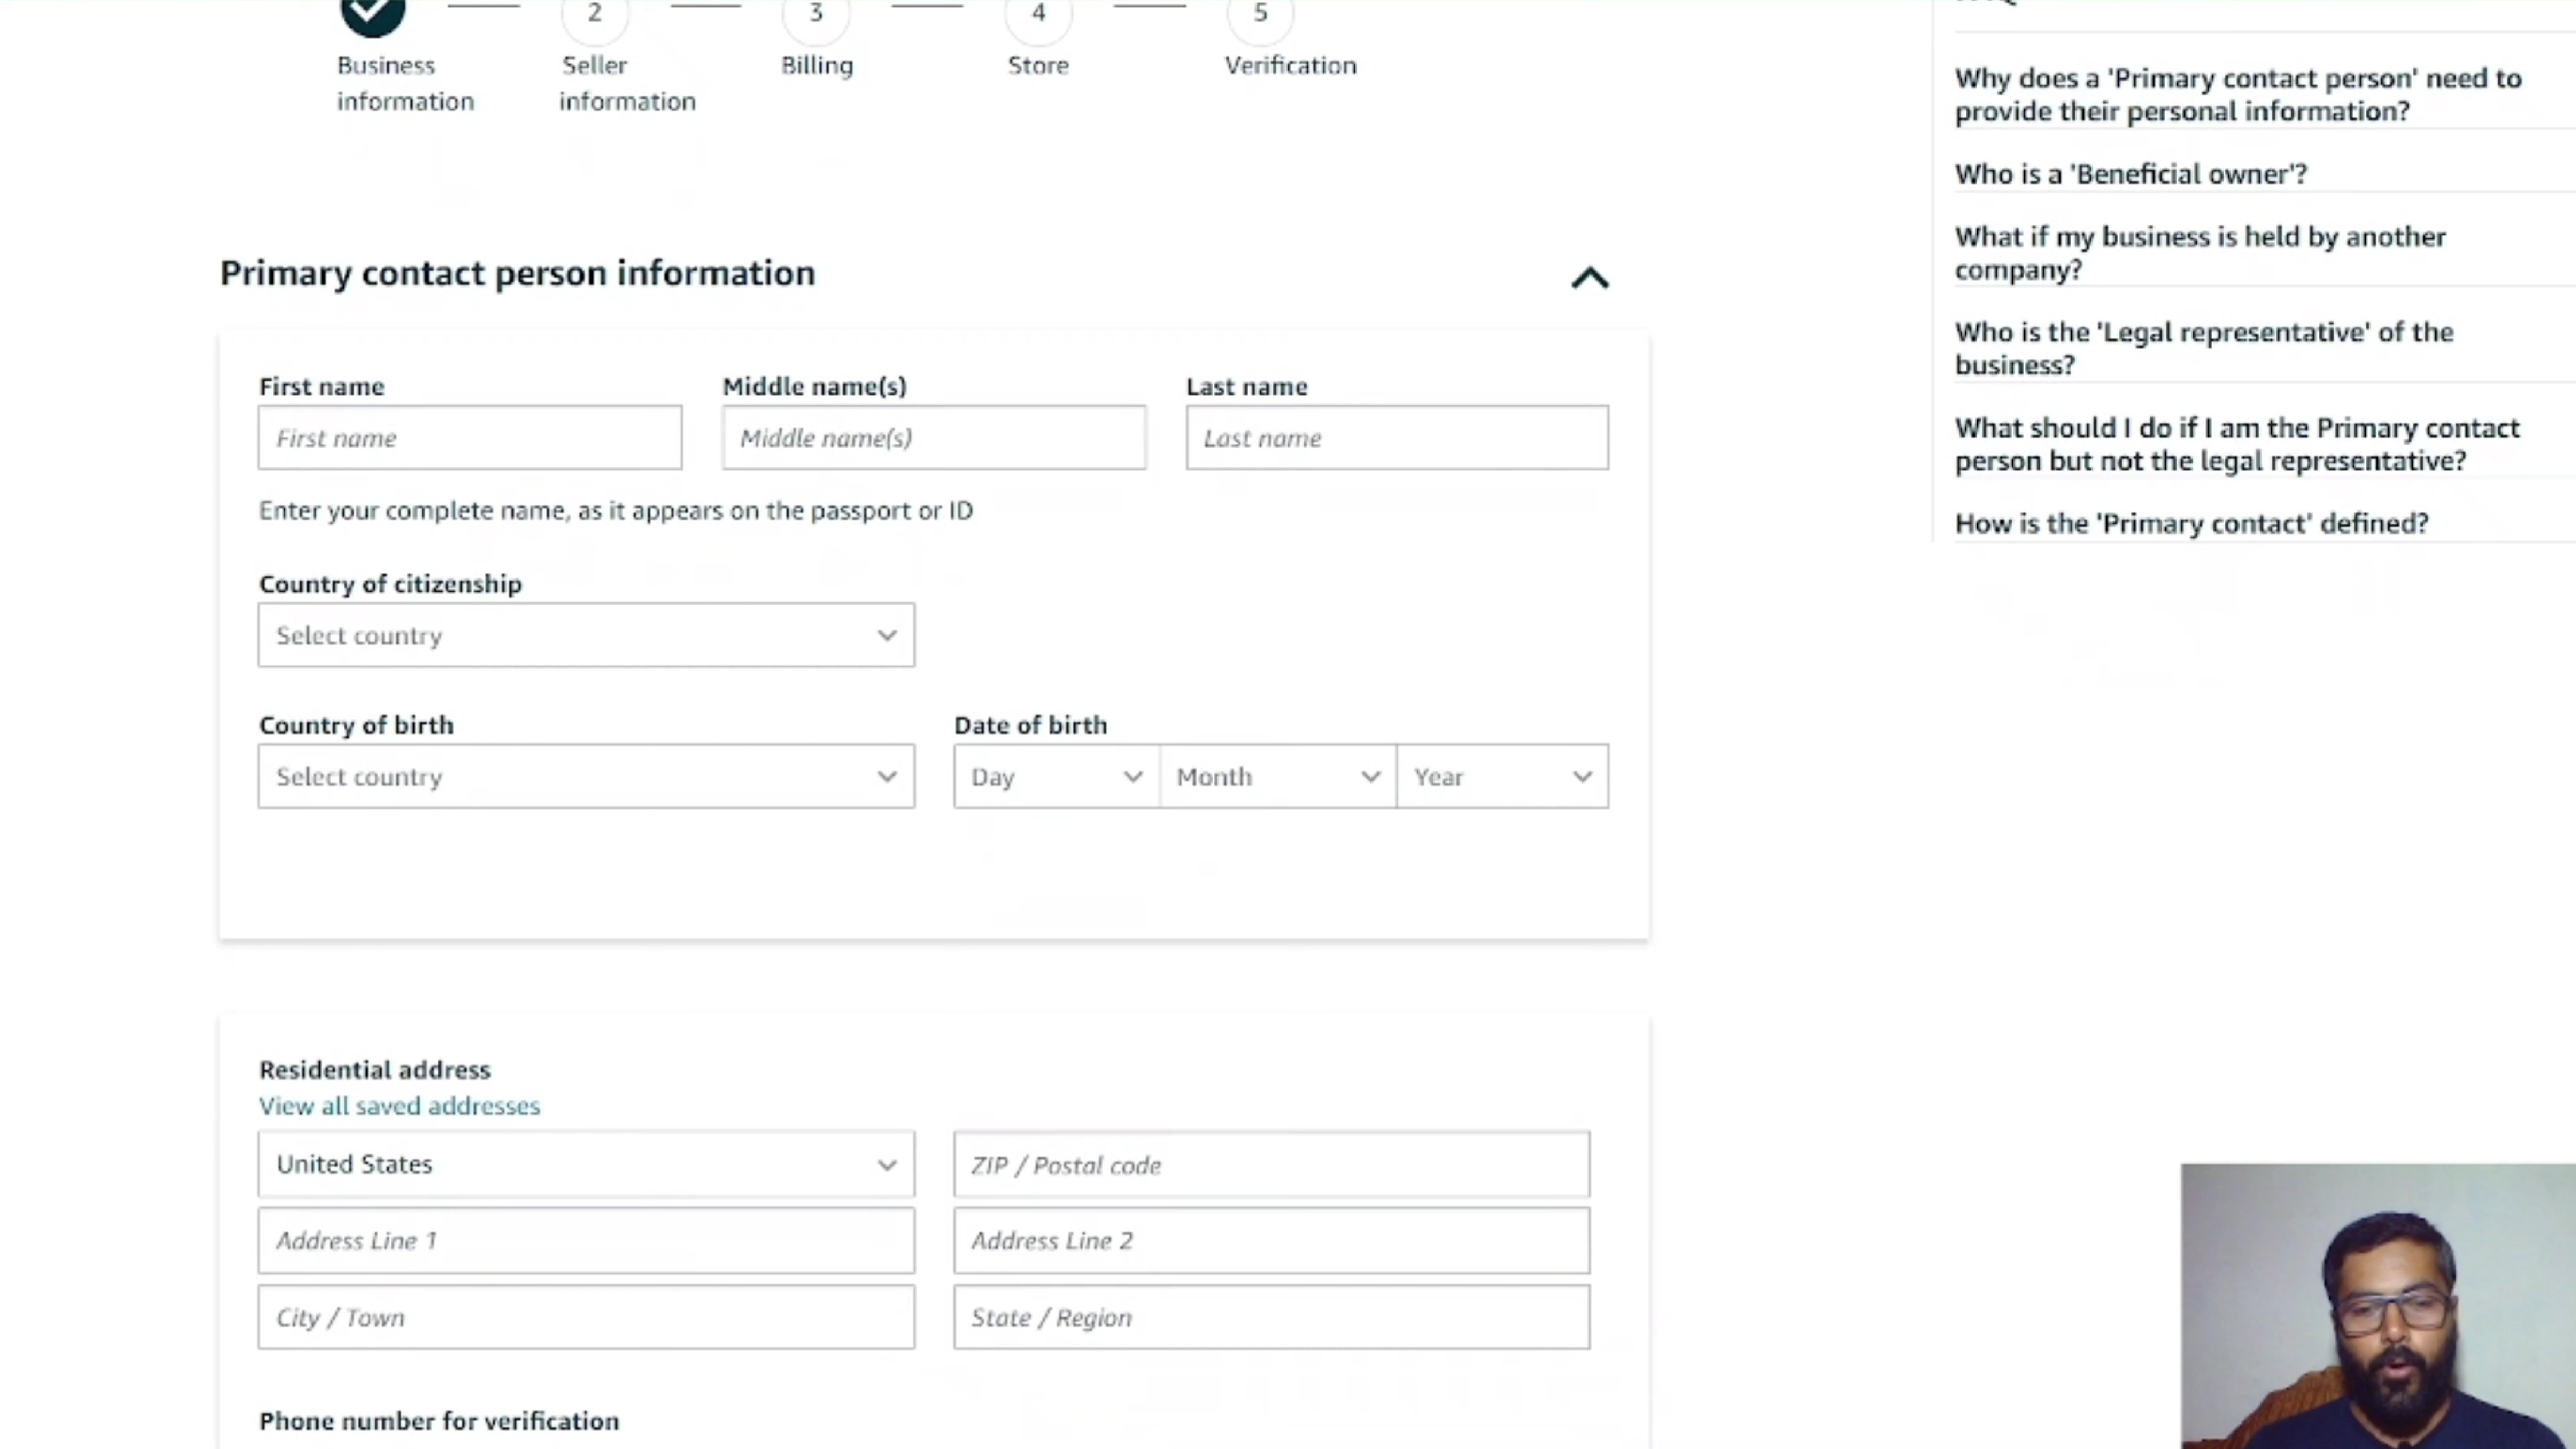 2
3
4
5
Business
information
Seller
information
Billing
Store
Verification
Primary contact person information
First name
Middle name(s)
Last name
First name
Middle name(s)
Last name
Enter your complete name, as it appears on the passport or ID
Country of citizenship
Select country
Country of birth
Date of birth
Select country
Day
Month
Year
Residential address
View all saved addresses
United States
ZIP / Postal code
Address Line 1
Address Line 2
City / Town
State / Region
Phone number for verification
Why does a 'Primary contact person' need to
provide their personal information?
Who is a 'Beneficial owner'?
What if my business is held by another
company?
Who is the 'Legal representative' of the
business?
What should I do if I am the Primary contact
person but not the legal representative?
How is the 'Primary contact' defined?